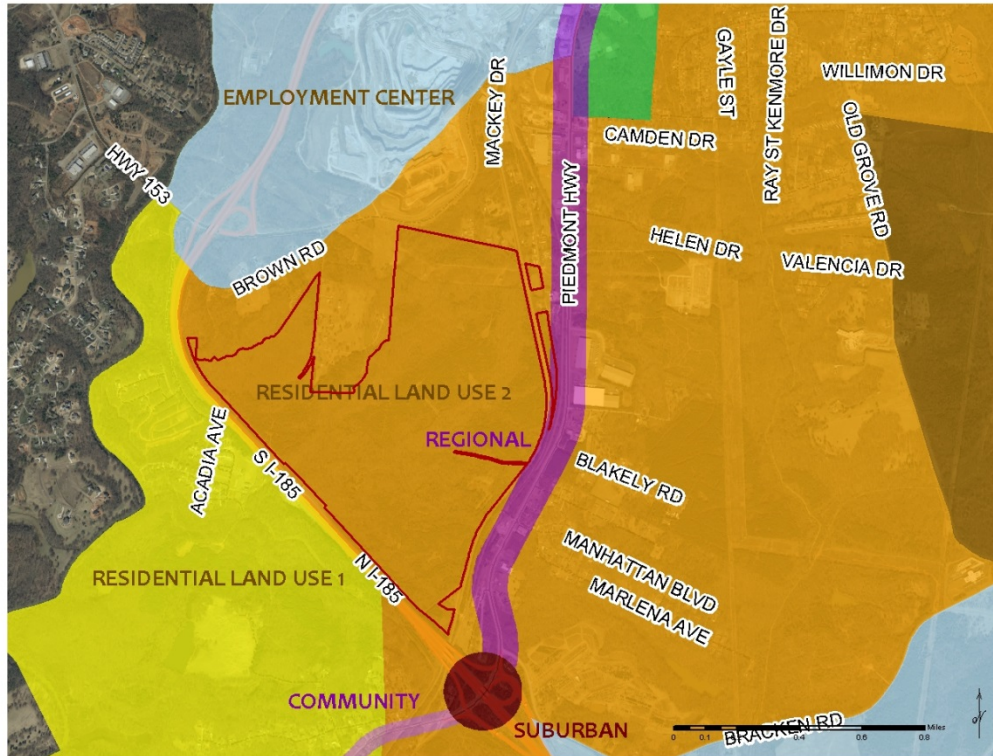 GAYLE ST
RAY ST KENMORE DR
WILLIMON DR
MACKEY DR
EMPLOYMENT CENTER
CAMDEN DR
OLD GROVE RD
HWY 153
PIEDMONT HWY
HELEN DR
BROWN RD
VALENCIA DR
RESIDENTIAL LAND USE 2
ACADIA AVE
REGIONAL
S I-185
BLAKELY RD
N I-185
MANHATTAN BLVD
RESIDENTIAL LAND USE 1
MARLENA AVE
COMMUNITY
SUBURBAN
BRACKEN RD
Miles
0 0.1 0.2 0.4 0.6 0.8